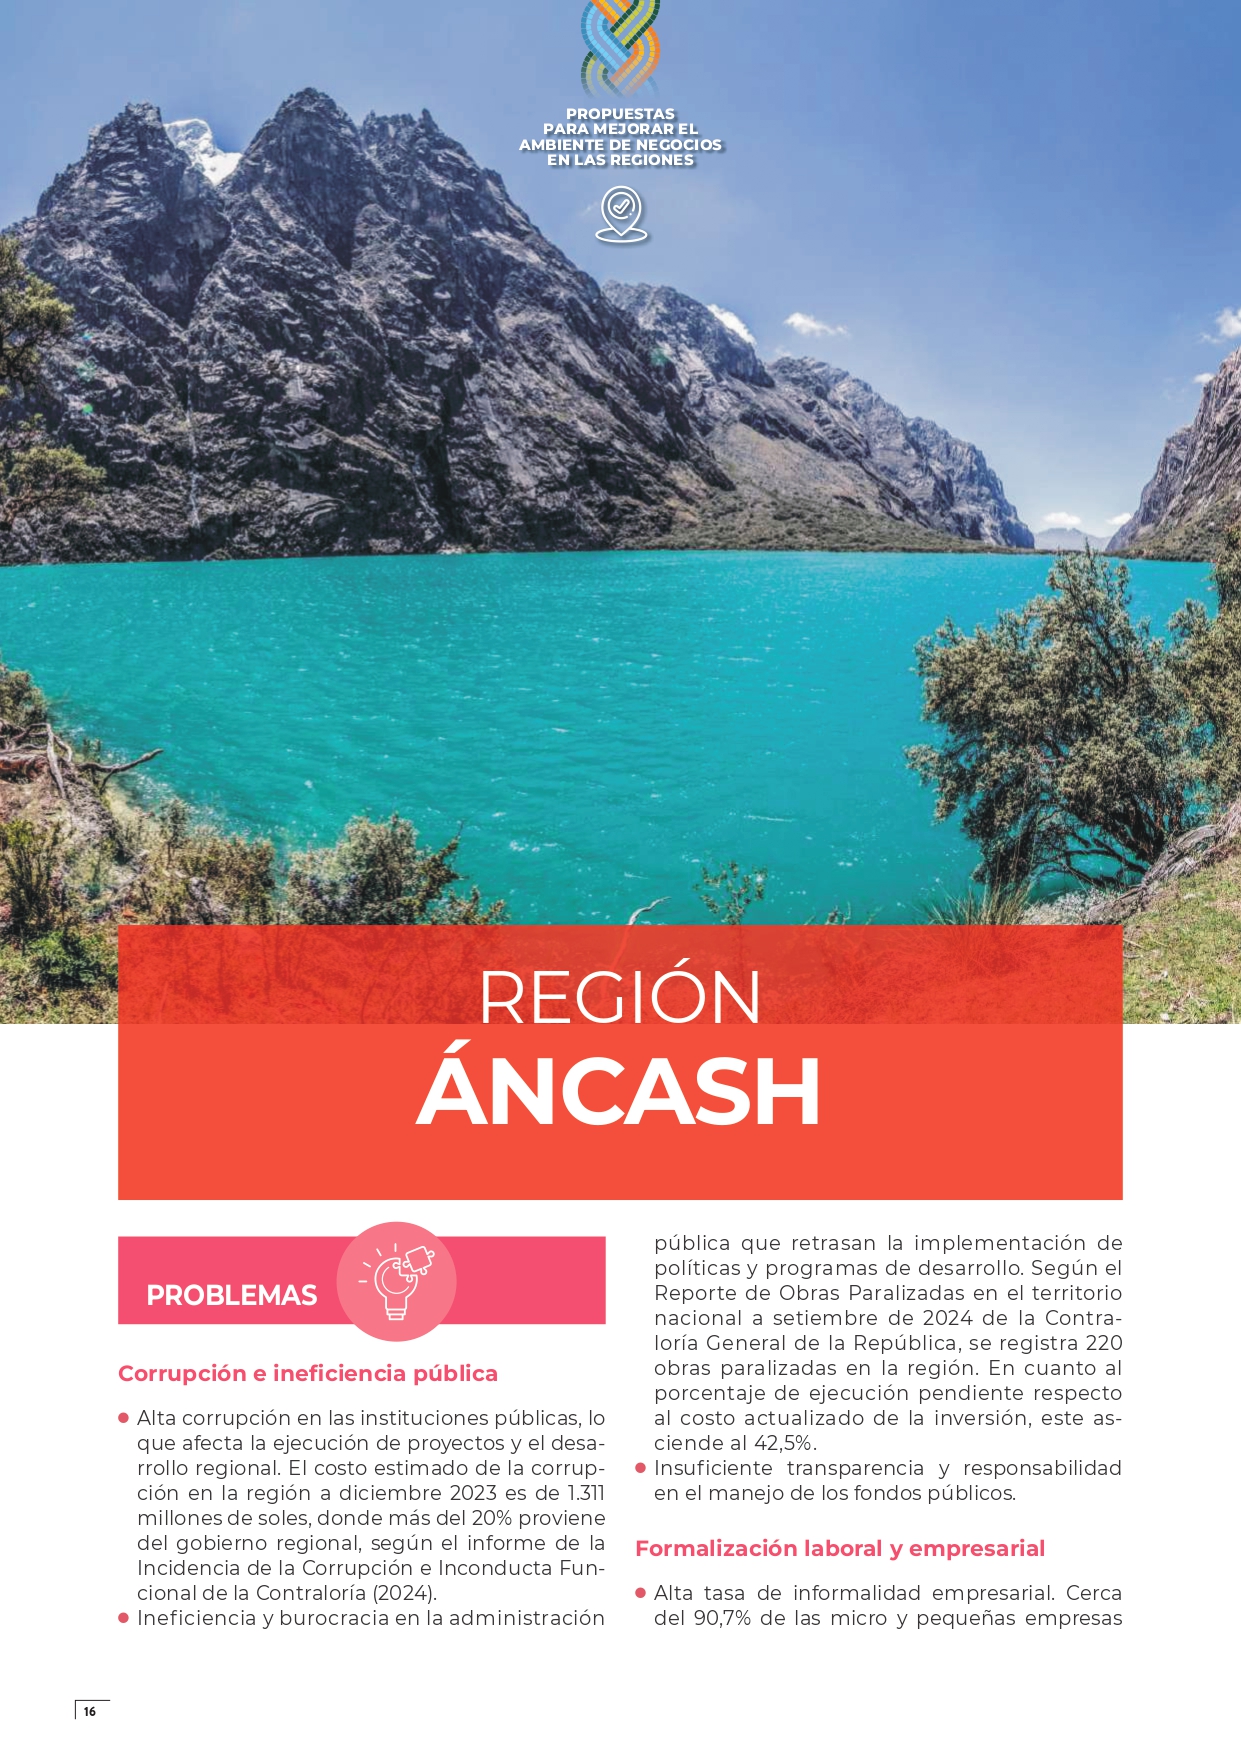 PROPUESTAS
PARA MEJORAR EL
AMBIENTE DE NEGOCIOS
EN LAS REGIONES
REGIÓN
ÁNCASH
PROBLEMAS
Corrupción e ineficiencia pública
Alta corrupción en las instituciones públicas, lo
que afecta la ejecución de proyectos y el desa-
rrollo regional. El costo estimado de la corrup-
ción en la región a diciembre 2023 es de 1.311
millones de soles, donde más del 20% proviene
del gobierno regional, según el informe de la
Incidencia de la Corrupción e Inconducta Fun-
cional de la Contraloría (2024).
Ineficiencia y burocracia en la administración
pública que retrasan la implementación de
políticas y programas de desarrollo. Según el
Reporte de Obras Paralizadas en el territorio
nacional a setiembre de 2024 de la Contra-
loría General de la República, se registra 220
obras paralizadas en la región. En cuanto al
porcentaje de ejecución pendiente respecto
al costo actualizado de la inversión, este as-
ciende al 42,5%.
Insuficiente transparencia y responsabilidad
en el manejo de los fondos públicos.
Formalización laboral y empresarial
Alta tasa de informalidad empresarial. Cerca
del 90,7% de las micro y pequeñas empresas
16